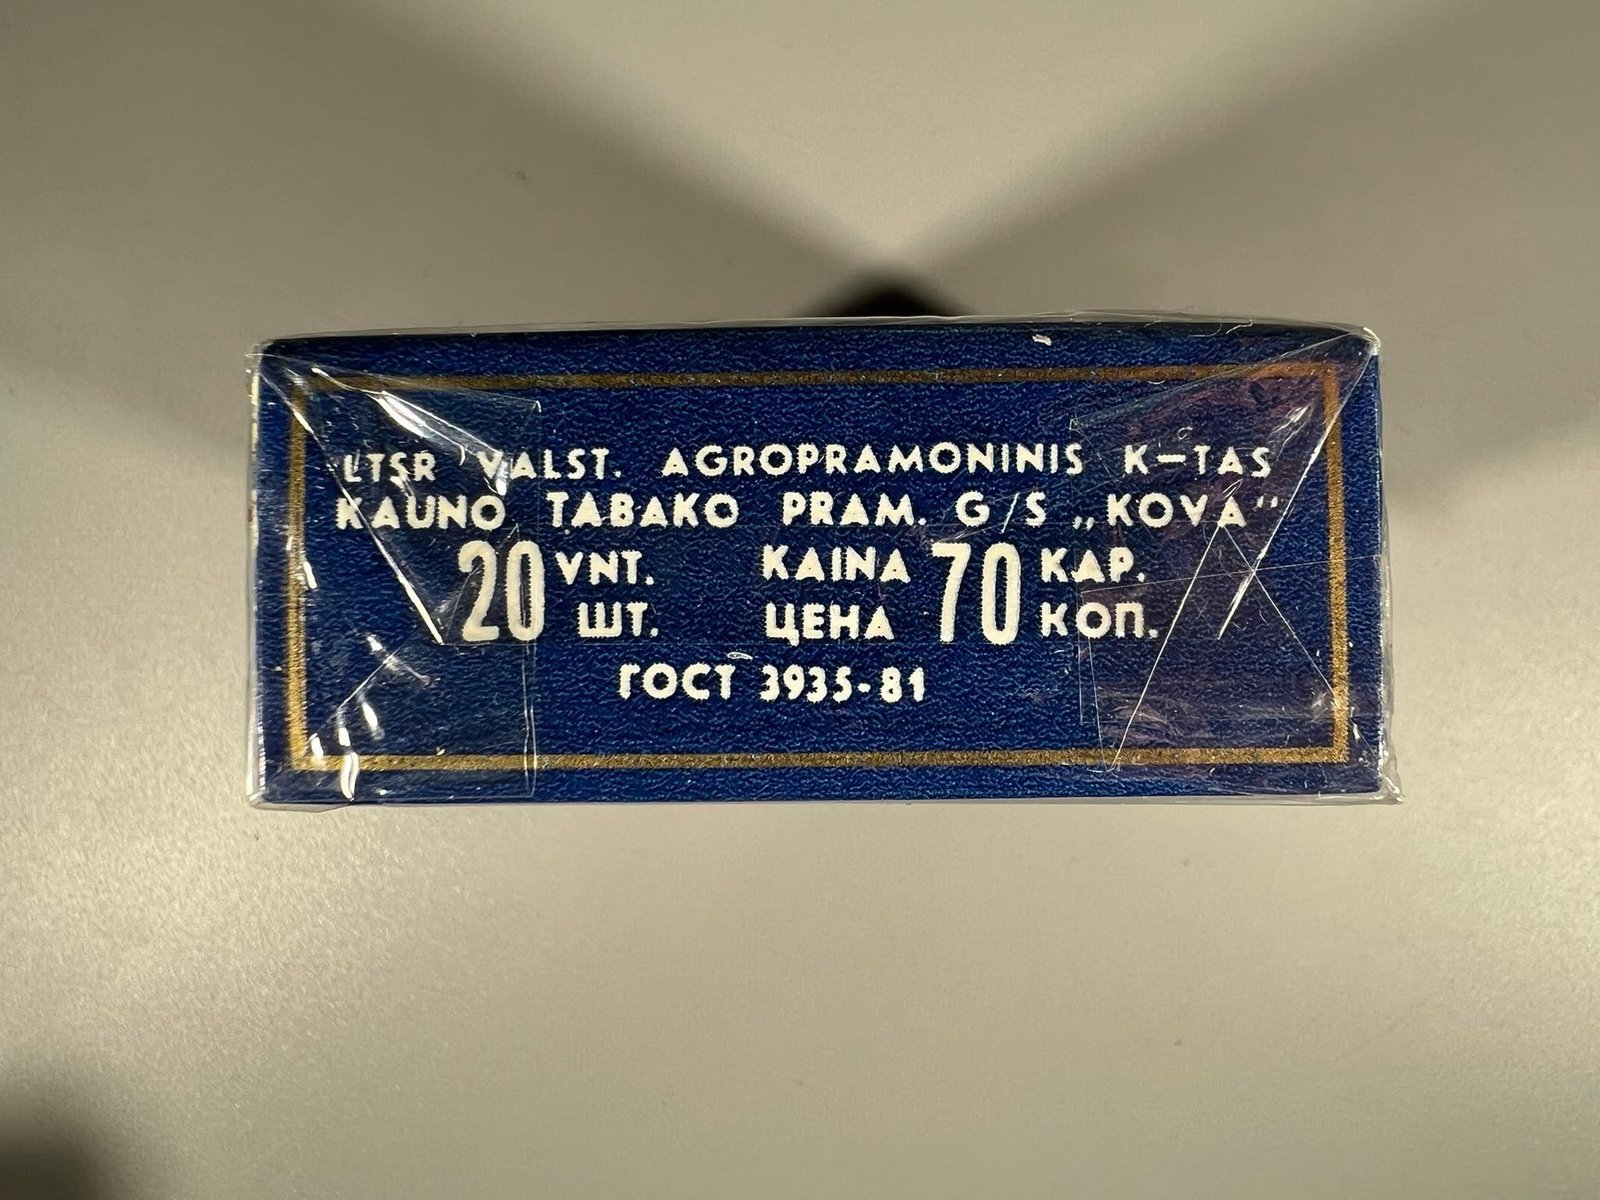 LTSR VALST. AGROPRAMONINIS K–TAS
KAUNO TABAKO PRAM. G/S „KOVA“
20 VNT. KAINA 70 KAP.
ШТ. ЦЕНА КОП.
ГОСТ 3935-81